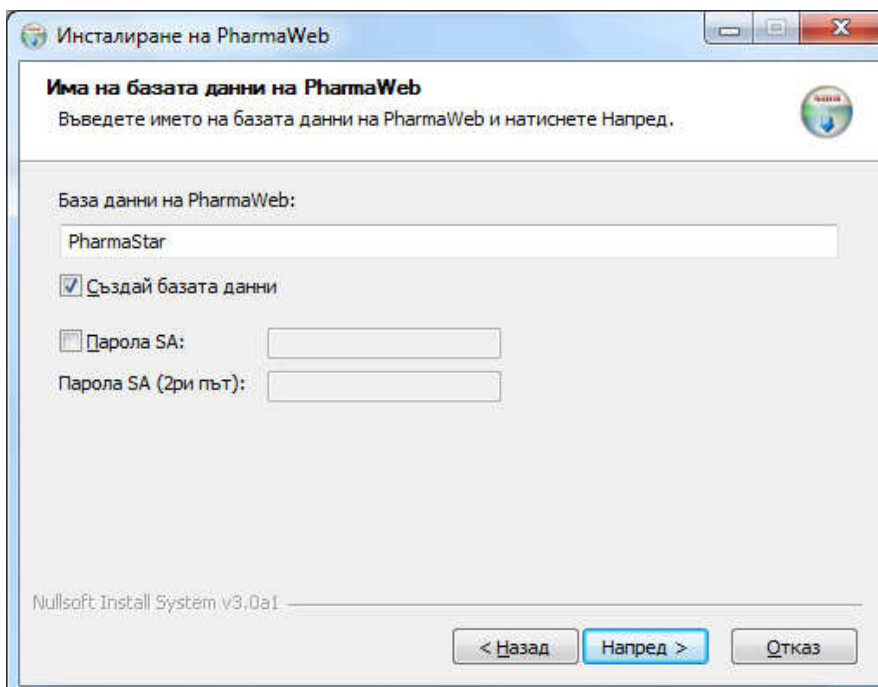 Инсталиране на PharmaWeb
Име на базата данни на PharmaWeb
Въведете името на базата данни на PharmaWeb и натиснете Напред.
База данни на PharmaWeb:
PharmaStar
Създай базата данни
Парола SA:
Парола SA (2ри път):
Nullsoft Install System v3.0a1
< Назад Напред > Отказ